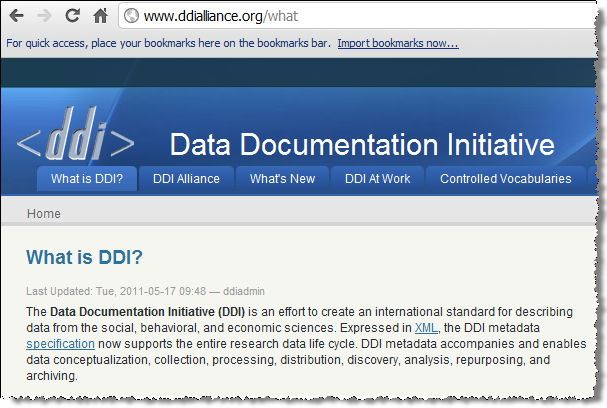 www.ddialliance.org/what
For quick access, place your bookmarks here on the bookmarks bar. Import bookmarks now...
<ddi>
Data Documentation Initiative
What is DDI? DDI Alliance What's New DDI At Work Controlled Vocabularies
Home
What is DDI?
Last Updated: Tue, 2011-05-17 09:48 — ddiadmin
The Data Documentation Initiative (DDI) is an effort to create an international standard for describing
data from the social, behavioral, and economic sciences. Expressed in XML, the DDI metadata
specification now supports the entire research data life cycle. DDI metadata accompanies and enables
data conceptualization, collection, processing, distribution, discovery, analysis, repurposing, and
archiving.